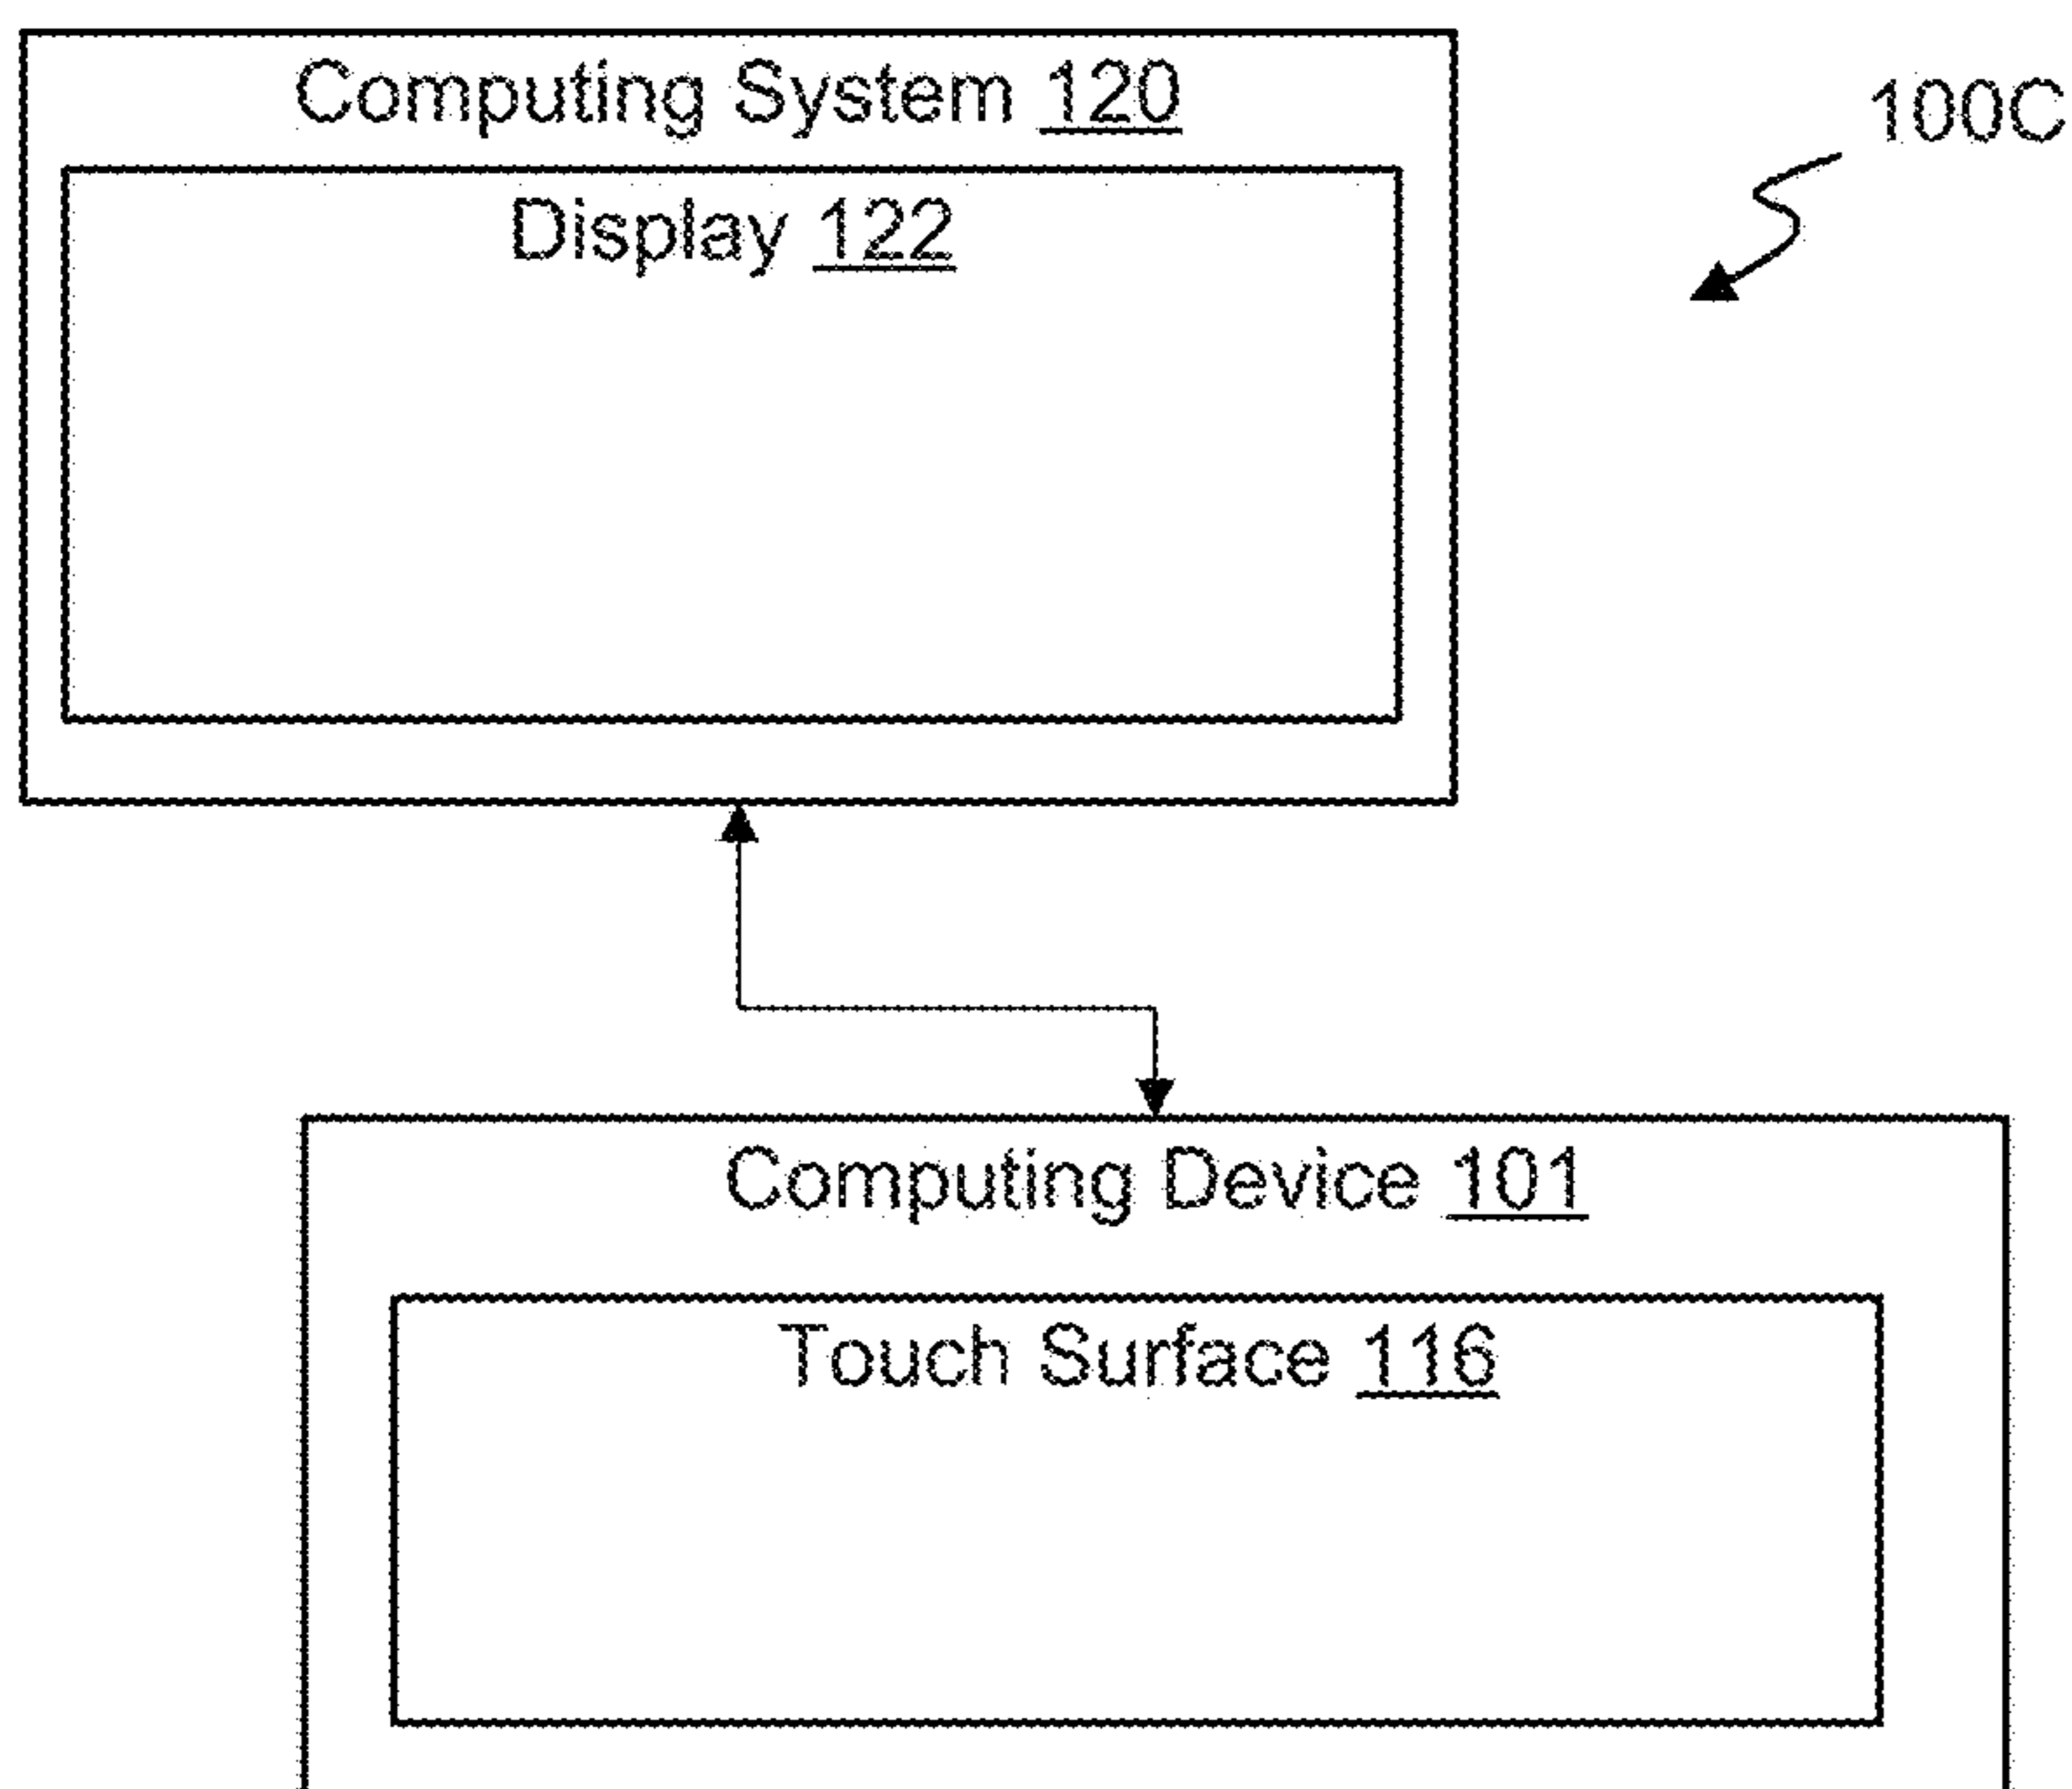 Computing System 120
100C
Display 122
Computing Device 101
Touch Surface 116